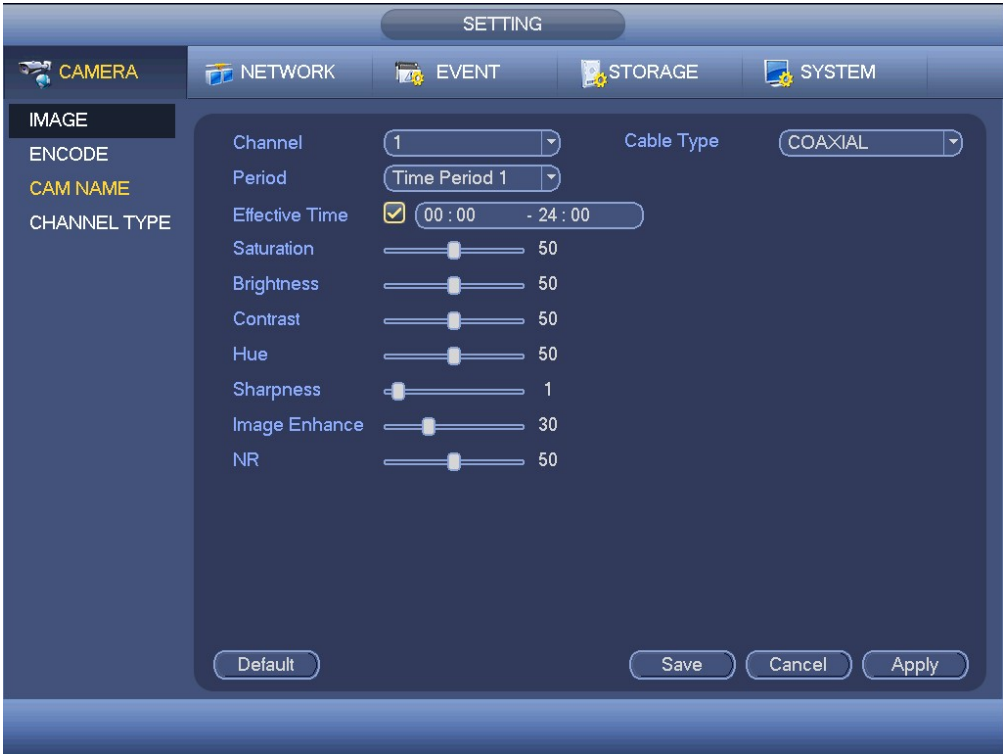 SETTING
CAMERA NETWORK EVENT STORAGE SYSTEM
IMAGE
ENCODE
CAM NAME
CHANNEL TYPE
Channel 1 Cable Type COAXIAL
Period Time Period 1
Effective Time 00 : 00 - 24 : 00
Saturation 50
Brightness 50
Contrast 50
Hue 50
Sharpness 1
Image Enhance 30
NR 50
Default Save Cancel Apply